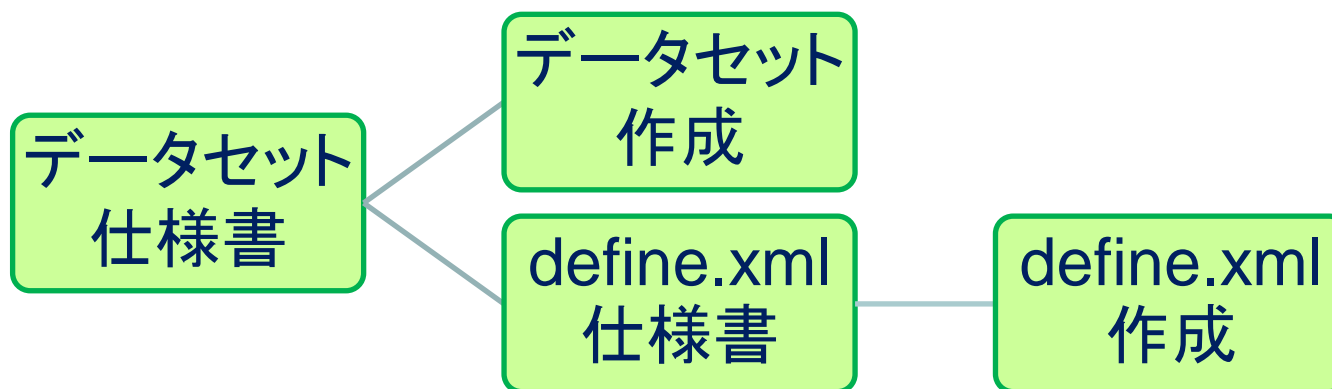 データセット
仕様書
データセット
作成
define.xml
仕様書
define.xml
作成